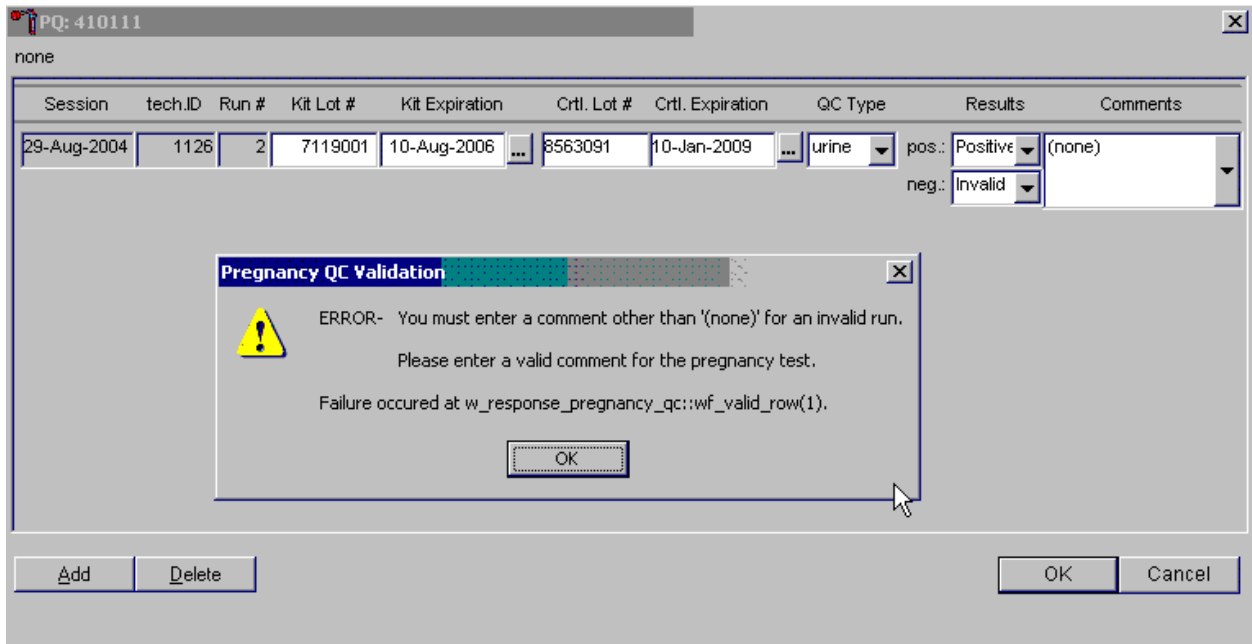 PQ: 410111
none
Session tech.ID Run # Kit Lot # Kit Expiration Crtl. Lot # Crtl. Expiration QC Type Results Comments
29-Aug-2004 1126 2 7119001 10-Aug-2006 ... 8563091 10-Jan-2009 ... urine pos.: Positive (none)
neg.: Invalid
Pregnancy QC Validation
ERROR- You must enter a comment other than '(none)' for an invalid run.
Please enter a valid comment for the pregnancy test.
Failure occured at w_response_pregnancy_qc::wf_valid_row(1).
OK
Add Delete OK Cancel